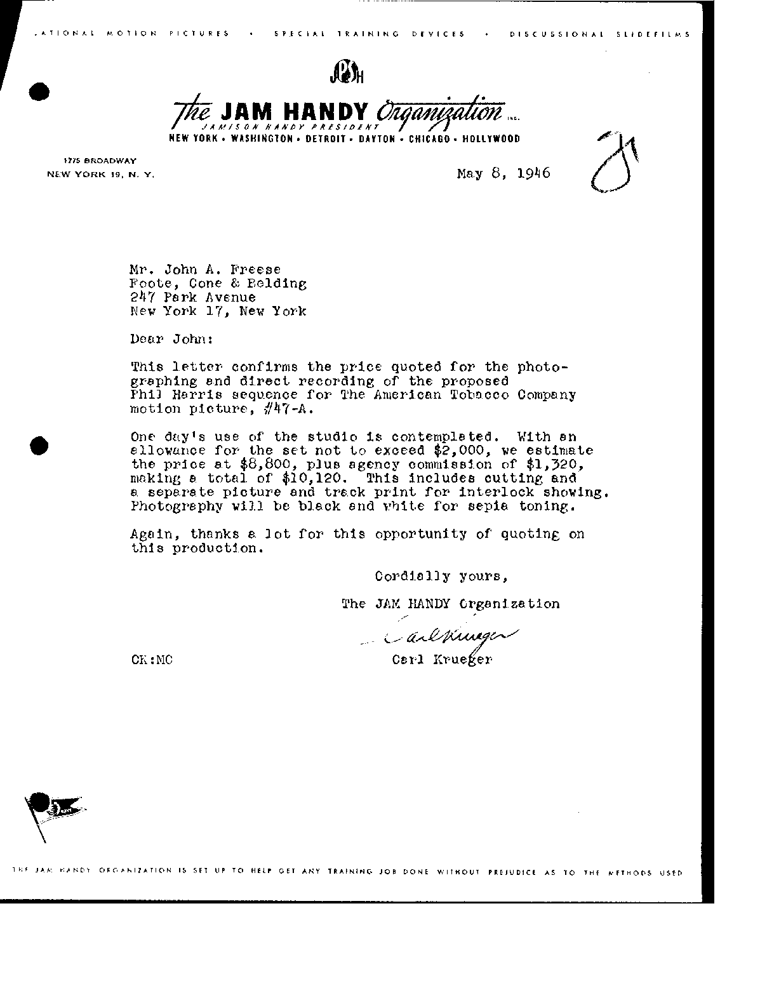 ATIONAL MOTION PICTURES • SPECIAL TRAINING DEVICES • DISCUSSIONAL SLIDEFILMS
The JAM HANDY Organization INC.
JAMISON HANDY PRESIDENT
NEW YORK • WASHINGTON • DETROIT • DAYTON • CHICAGO • HOLLYWOOD
1775 BROADWAY
NEW YORK 19, N. Y.
May 8, 1946
Mr. John A. Freese
Foote, Cone & Belding
247 Park Avenue
New York 17, New York
Dear John:
This letter confirms the price quoted for the photo-
graphing and direct recording of the proposed
Phil Harris sequence for The American Tobacco Company
motion picture, #47-A.
One day's use of the studio is contemplated. With an
allowance for the set not to exceed $2,000, we estimate
the price at $8,800, plus agency commission of $1,320,
making a total of $10,120. This includes cutting and
a separate picture and track print for interlock showing.
Photography will be black and white for sepia toning.
Again, thanks a lot for this opportunity of quoting on
this production.
Cordially yours,
The JAM HANDY Organization
Carl Krueger
Carl Krueger
CK:MC
THE JAM HANDY ORGANIZATION IS SET UP TO HELP GET ANY TRAINING JOB DONE WITHOUT PREJUDICE AS TO THE METHODS USED